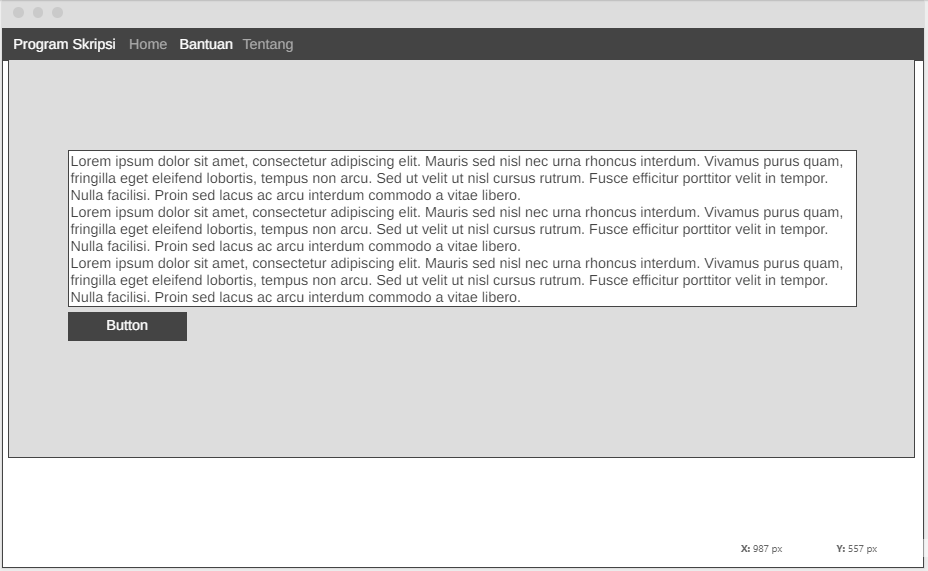 Program Skripsi Home Bantuan Tentang
Lorem ipsum dolor sit amet, consectetur adipiscing elit. Mauris sed nisl nec urna rhoncus interdum. Vivamus purus quam,
fringilla eget eleifend lobortis, tempus non arcu. Sed ut velit ut nisl cursus rutrum. Fusce efficitur porttitor velit in tempor.
Nulla facilisi. Proin sed lacus ac arcu interdum commodo a vitae libero.
Lorem ipsum dolor sit amet, consectetur adipiscing elit. Mauris sed nisl nec urna rhoncus interdum. Vivamus purus quam,
fringilla eget eleifend lobortis, tempus non arcu. Sed ut velit ut nisl cursus rutrum. Fusce efficitur porttitor velit in tempor.
Nulla facilisi. Proin sed lacus ac arcu interdum commodo a vitae libero.
Lorem ipsum dolor sit amet, consectetur adipiscing elit. Mauris sed nisl nec urna rhoncus interdum. Vivamus purus quam,
fringilla eget eleifend lobortis, tempus non arcu. Sed ut velit ut nisl cursus rutrum. Fusce efficitur porttitor velit in tempor.
Nulla facilisi. Proin sed lacus ac arcu interdum commodo a vitae libero.
Button
X: 987 px Y: 557 px